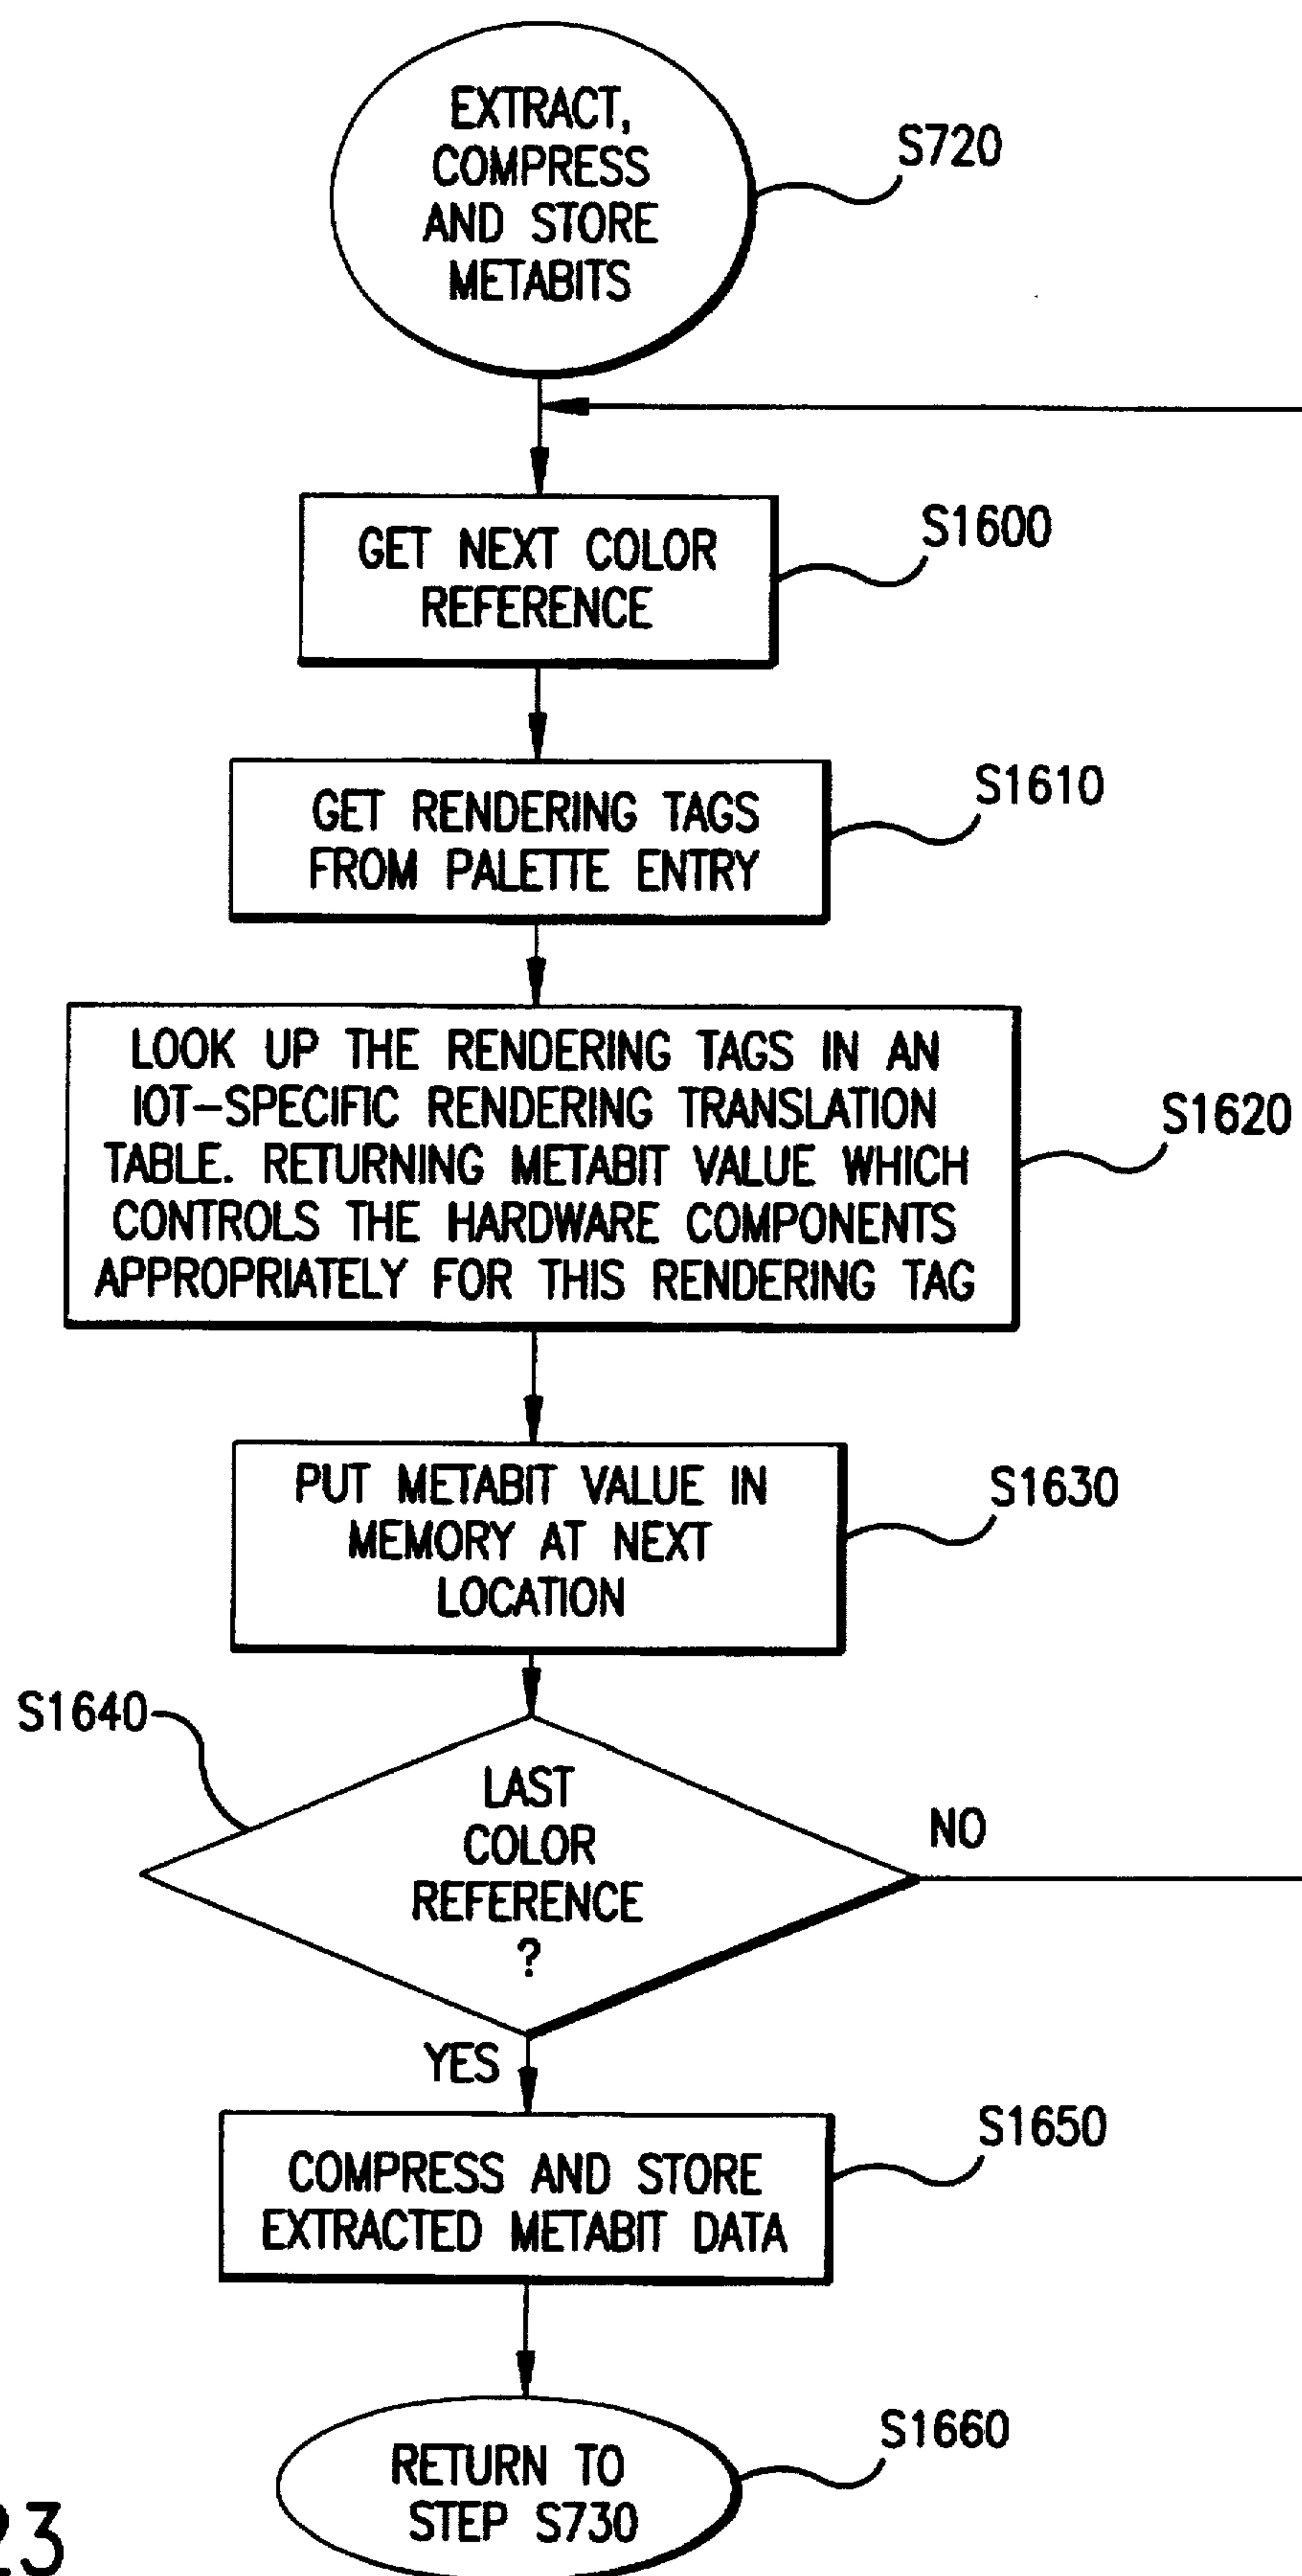 EXTRACT,
COMPRESS
AND STORE
METABITS
S720
GET NEXT COLOR
REFERENCE
S1600
GET RENDERING TAGS
FROM PALETTE ENTRY
S1610
LOOK UP THE RENDERING TAGS IN AN
IOT-SPECIFIC RENDERING TRANSLATION
TABLE. RETURNING METABIT VALUE WHICH
CONTROLS THE HARDWARE COMPONENTS
APPROPRIATELY FOR THIS RENDERING TAG
S1620
PUT METABIT VALUE IN
MEMORY AT NEXT
LOCATION
S1630
S1640
LAST
COLOR
REFERENCE
?
NO
YES
COMPRESS AND STORE
EXTRACTED METABIT DATA
S1650
RETURN TO
STEP S730
S1660
23